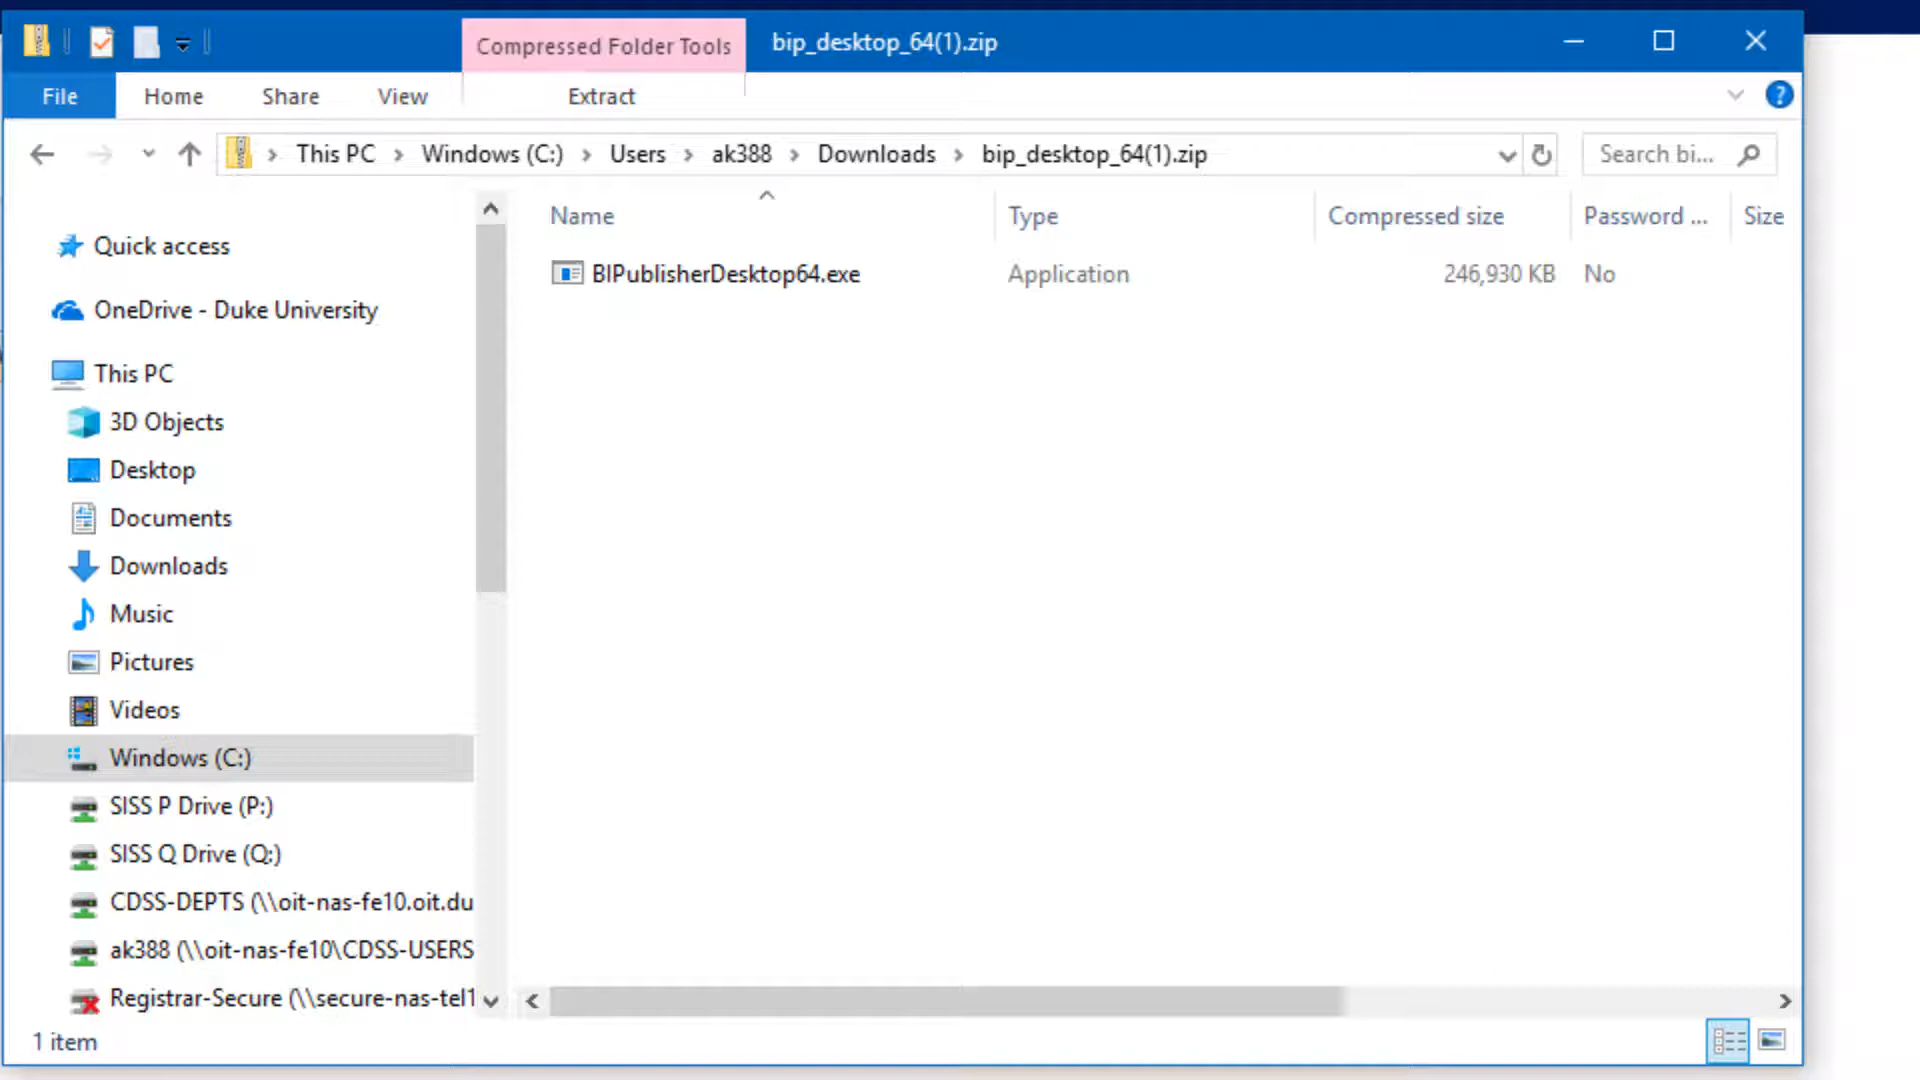 Compressed Folder Tools
bip_desktop_64(1).zip
File
Home
Share
View
Extract
This PC
Windows (C:)
Users
ak388
Downloads
bip_desktop_64(1).zip
Search bi...
Name
Type
Compressed size
Password ...
Size
BIPublisherDesktop64.exe
Application
246,930 KB
No
Quick access
OneDrive - Duke University
This PC
3D Objects
Desktop
Documents
Downloads
Music
Pictures
Videos
Windows (C:)
SISS P Drive (P:)
SISS Q Drive (Q:)
CDSS-DEPTS (\\oit-nas-fe10.oit.du
ak388 (\\oit-nas-fe10\CDSS-USERS
Registrar-Secure (\\secure-nas-tel1
1 item